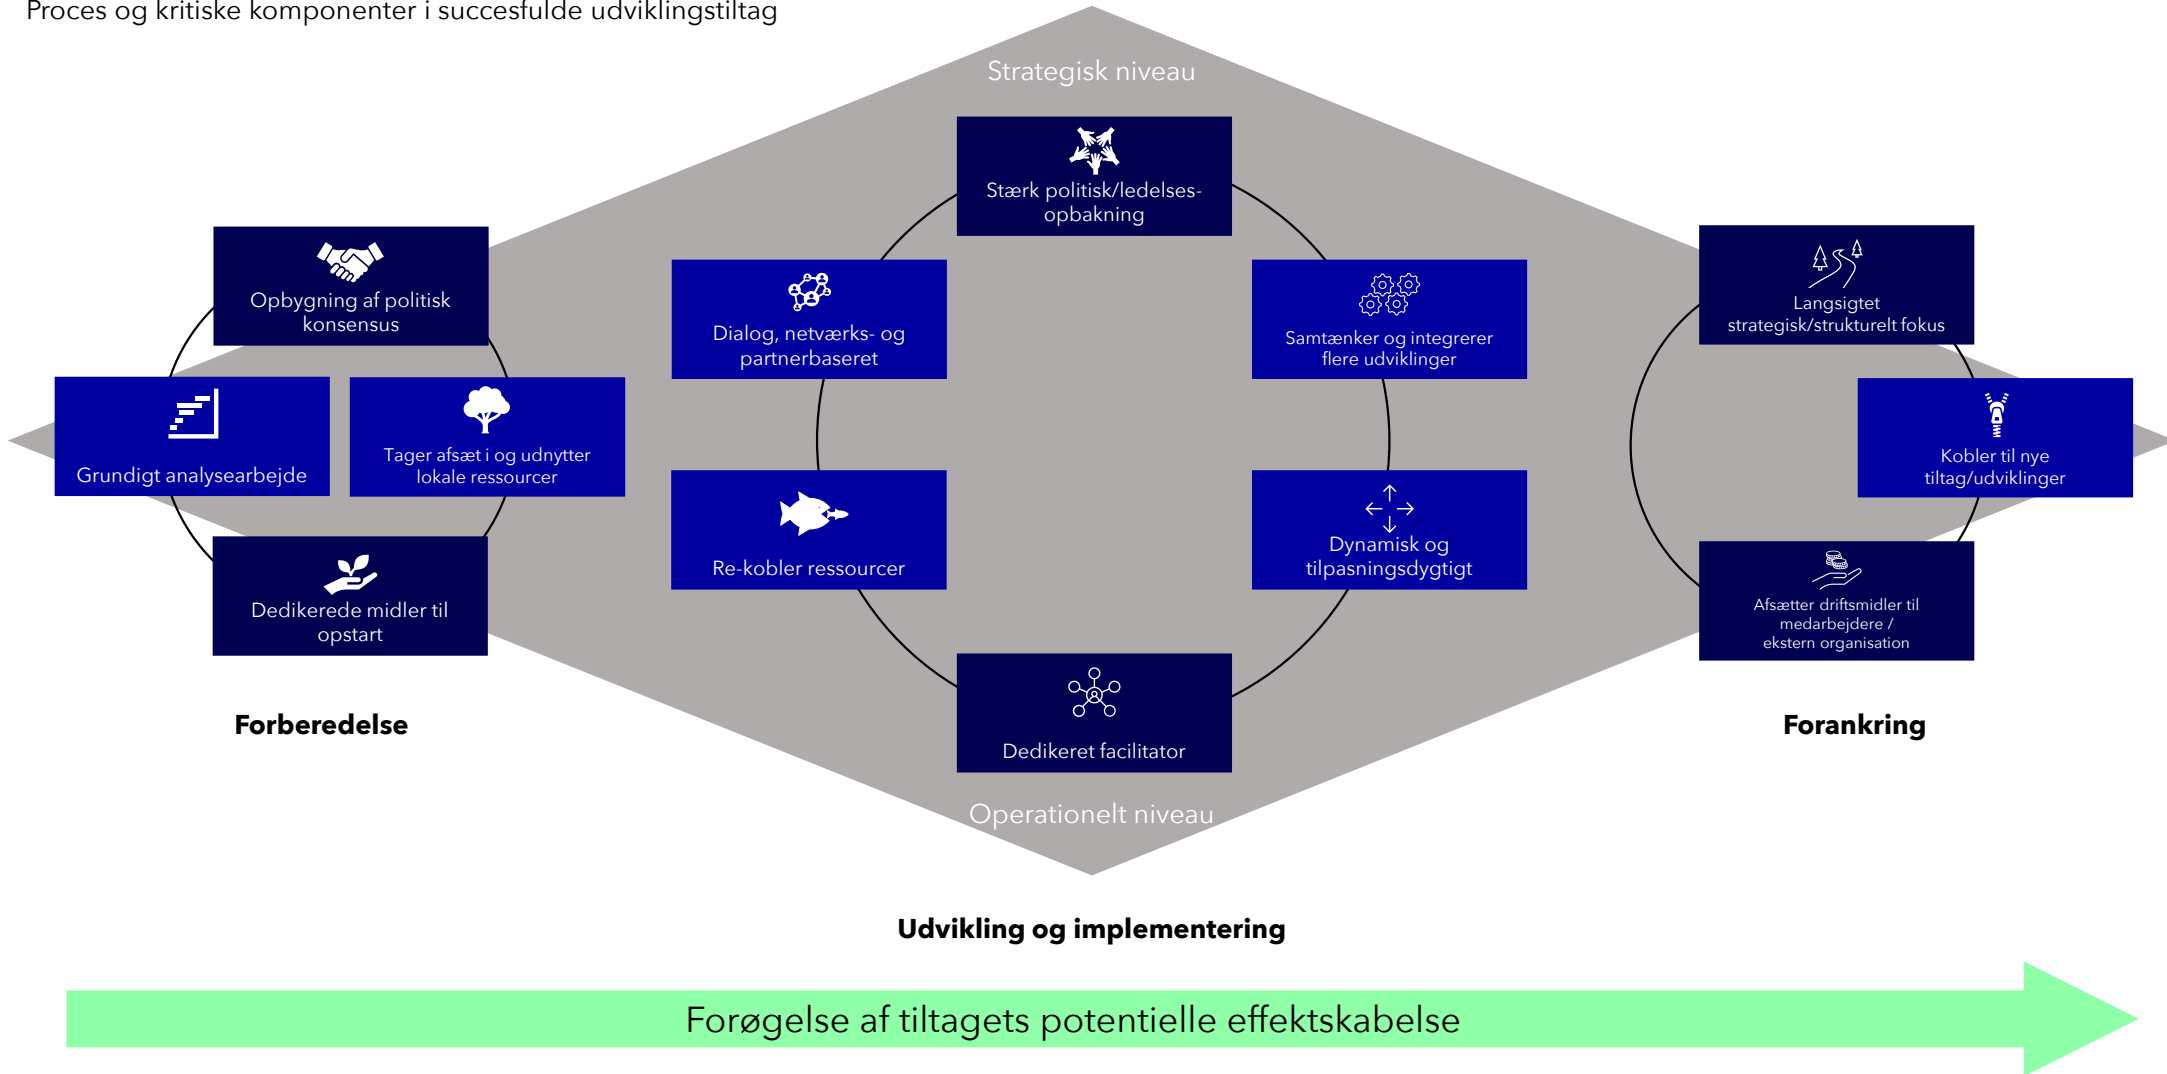 Proces og kritiske komponenter i succesfulde udviklingstiltag
Strategisk niveau
Opbygning af politisk
konsensus
Grundigt analysearbejde
Tager afsæt i og udnytter
lokale ressourcer
Dedikerede midler til
opstart
Forberedelse
Stærk politisk/ledelses-
opbakning
Dialog, netværks- og
partnerbaseret
Samtænker og integrerer
flere udviklinger
Re-kobler ressourcer
Dynamisk og
tilpasningsdygtigt
Dedikeret facilitator
Operationelt niveau
Udvikling og implementering
Langsigtet
strategisk/strukturelt fokus
Kobler til nye
tiltag/udviklinger
Afsætter driftsmidler til
medarbejdere /
ekstern organisation
Forankring
Forøgelse af tiltagets potentielle effektskabelse